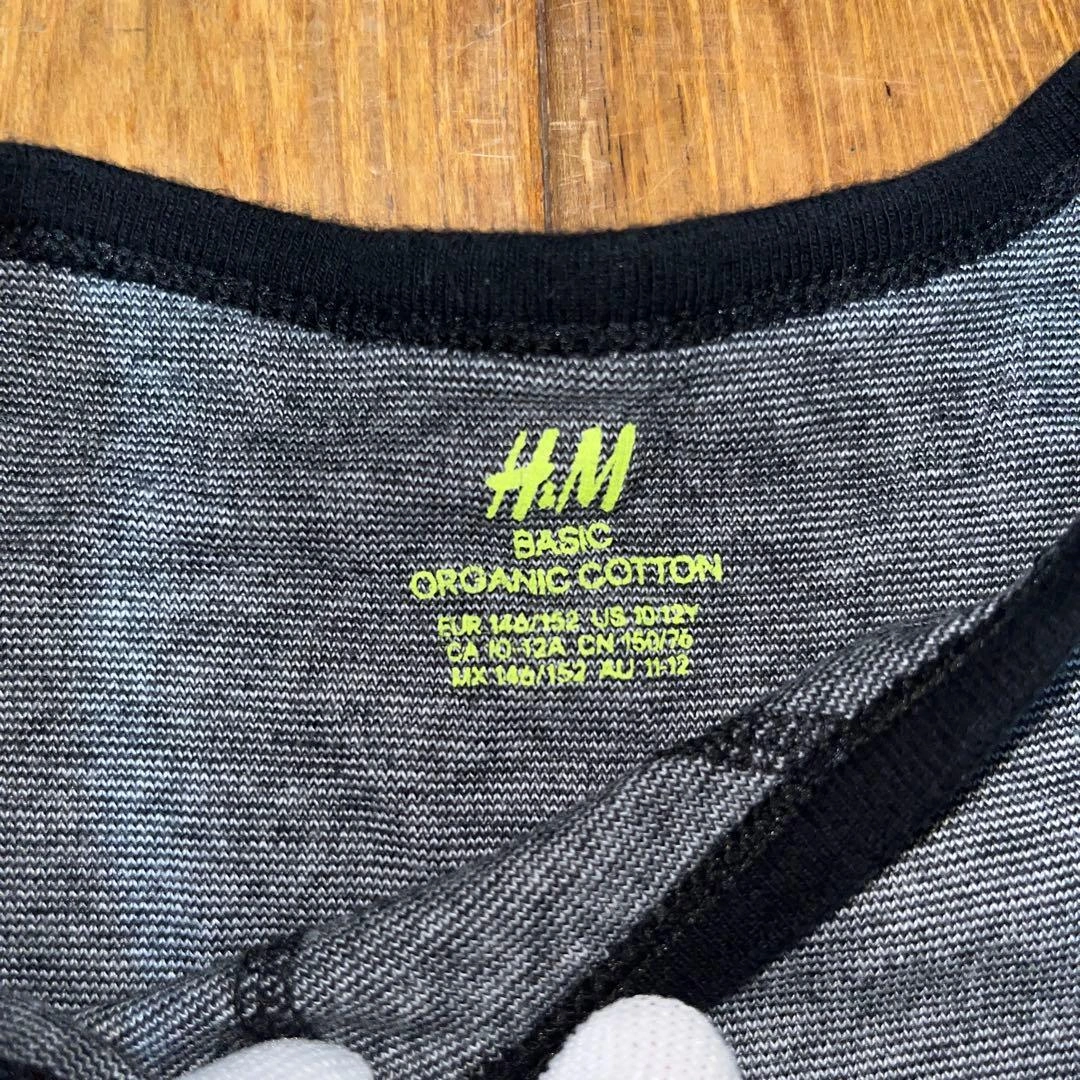 H&M
BASIC
ORGANIC COTTON
EUR 146/152 US 10-12Y
CA 10-12A CN 150/76
MX 146/152 AU 11-12